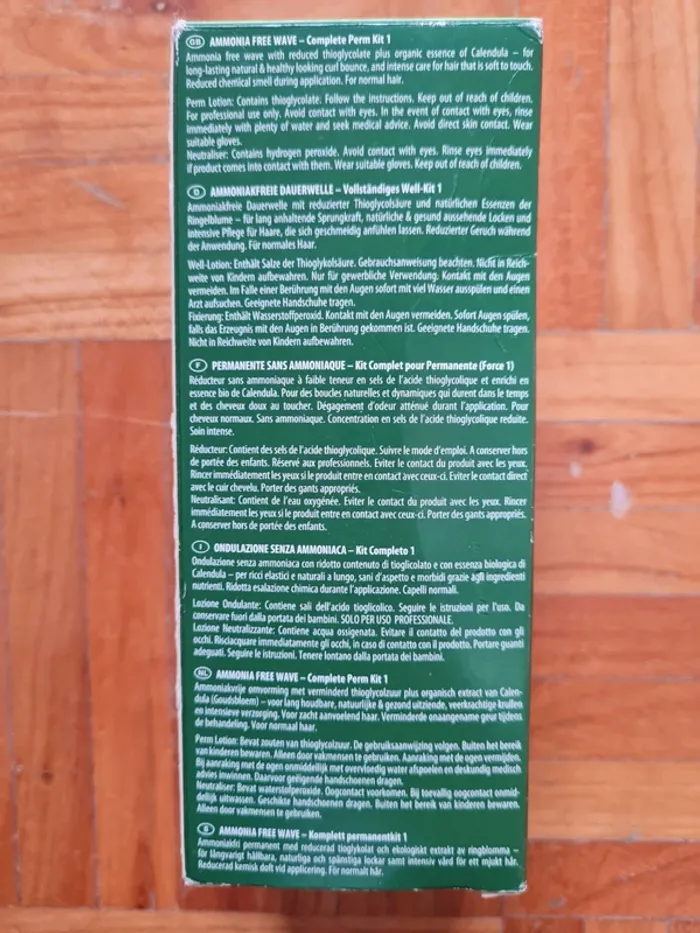 GB AMMONIA FREE WAVE – Complete Perm Kit 1
Ammonia free wave with reduced thioglycolate plus organic essence of Calendula – for
long-lasting natural & healthy looking curl bounce, and intense care for hair that is soft to touch.
Reduced chemical smell during application. For normal hair.
Perm Lotion: Contains thioglycolate: Follow the instructions. Keep out of reach of children.
For professional use only. Avoid contact with eyes. In the event of contact with eyes, rinse
immediately with plenty of water and seek medical advice. Avoid direct skin contact. Wear
suitable gloves.
Neutraliser: Contains hydrogen peroxide. Avoid contact with eyes. Rinse eyes immediately
if product comes into contact with them. Wear suitable gloves. Keep out of reach of children.
D AMMONIAKFREIE DAUERWELLE – Vollständiges Well-Kit 1
Ammoniakfreie Dauerwelle mit reduzierter Thioglycolsäure und natürlichen Essenzen der
Ringelblume – für lang anhaltende Sprungkraft, natürliche & gesund aussehende Locken und
intensive Pflege für Haare, die sich geschmeidig anfühlen lassen. Reduzierter Geruch während
der Anwendung. Für normales Haar.
Well-Lotion: Enthält Salze der Thioglykolsäure. Gebrauchsanweisung beachten. Nicht in Reich-
weite von Kindern aufbewahren. Nur für gewerbliche Verwendung. Kontakt mit den Augen
vermeiden. Im Falle einer Berührung mit den Augen sofort mit viel Wasser ausspülen und einen
Arzt aufsuchen. Geeignete Handschuhe tragen.
Fixierung: Enthält Wasserstoffperoxid. Kontakt mit den Augen vermeiden. Sofort Augen spülen,
falls das Erzeugnis mit den Augen in Berührung gekommen ist. Geeignete Handschuhe tragen.
Nicht in Reichweite von Kindern aufbewahren.
F PERMANENTE SANS AMMONIAQUE – Kit Complet pour Permanente (Force 1)
Réducteur sans ammoniaque à faible teneur en sels de l'acide thioglycolique et enrichi en
essence bio de Calendula. Pour des boucles naturelles et dynamiques qui durent dans le temps
et des cheveux doux au toucher. Dégagement d'odeur atténué durant l'application. Pour
cheveux normaux. Sans ammoniaque. Concentration en sels de l'acide thioglycolique réduite.
Soin intense.
Réducteur: Contient des sels de l'acide thioglycolique. Suivre le mode d'emploi. A conserver hors
de portée des enfants. Réservé aux professionnels. Eviter le contact du produit avec les yeux.
Rincer immédiatement les yeux si le produit entre en contact avec ceux-ci. Eviter le contact direct
avec le cuir chevelu. Porter des gants appropriés.
Neutralisant: Contient de l'eau oxygénée. Eviter le contact du produit avec les yeux. Rincer
immédiatement les yeux si le produit entre en contact avec ceux-ci. Porter des gants appropriés.
A conserver hors de portée des enfants.
I ONDULAZIONE SENZA AMMONIACA – Kit Completo 1
Ondulazione senza ammoniaca con ridotto contenuto di tioglicolato e con essenza biologica di
Calendula – per ricci elastici e naturali a lungo, sani d'aspetto e morbidi grazie agli ingredienti
nutrienti. Ridotta esalazione chimica durante l'applicazione. Capelli normali.
Lozione Ondulante: Contiene sali dell'acido tioglicolico. Seguire le istruzioni per l'uso. Da
conservare fuori dalla portata dei bambini. SOLO PER USO PROFESSIONALE.
Lozione Neutralizzante: Contiene acqua ossigenata. Evitare il contatto del prodotto con gli
occhi. Risciacquare immediatamente gli occhi, in caso di contatto con il prodotto. Portare guanti
adeguati. Seguire le istruzioni. Tenere lontano dalla portata dei bambini.
NL AMMONIA FREE WAVE – Complete Perm Kit 1
Ammoniakvrije omvorming met verminderd thioglycolzuur plus organisch extract van Calen-
dula (Goudsbloem) – voor lang houdbare, natuurlijke & gezond uitziende, veerkrachtige krullen
en intensieve verzorging. Voor zacht aanvoelend haar. Verminderde onaangename geur tijdens
de behandeling. Voor normaal haar.
Perm Lotion: Bevat zouten van thioglycolzuur. De gebruiksaanwijzing volgen. Buiten het bereik
van kinderen bewaren. Alleen door vakmensen te gebruiken. Aanraking met de ogen vermijden.
Bij aanraking met de ogen onmiddellijk met overvloedig water afspoelen en deskundig medisch
advies inwinnen. Daarvoor geëigende handschoenen dragen.
Neutraliser: Bevat waterstofperoxide. Oogcontact voorkomen. Bij toevallig oogcontact onmid-
dellijk uitwassen. Geschikte handschoenen dragen. Buiten het bereik van kinderen bewaren.
Alleen door vakmensen te gebruiken.
S AMMONIA FREE WAVE – Komplett permanentkit 1
Ammoniakfri permanent med reducerad tioglykolat och ekologiskt extrakt av ringblomma –
för långvarigt hållbara, naturliga och spänstiga lockar samt intensiv vård för ett mjukt hår.
Reducerad kemisk doft vid applicering. För normalt hår.